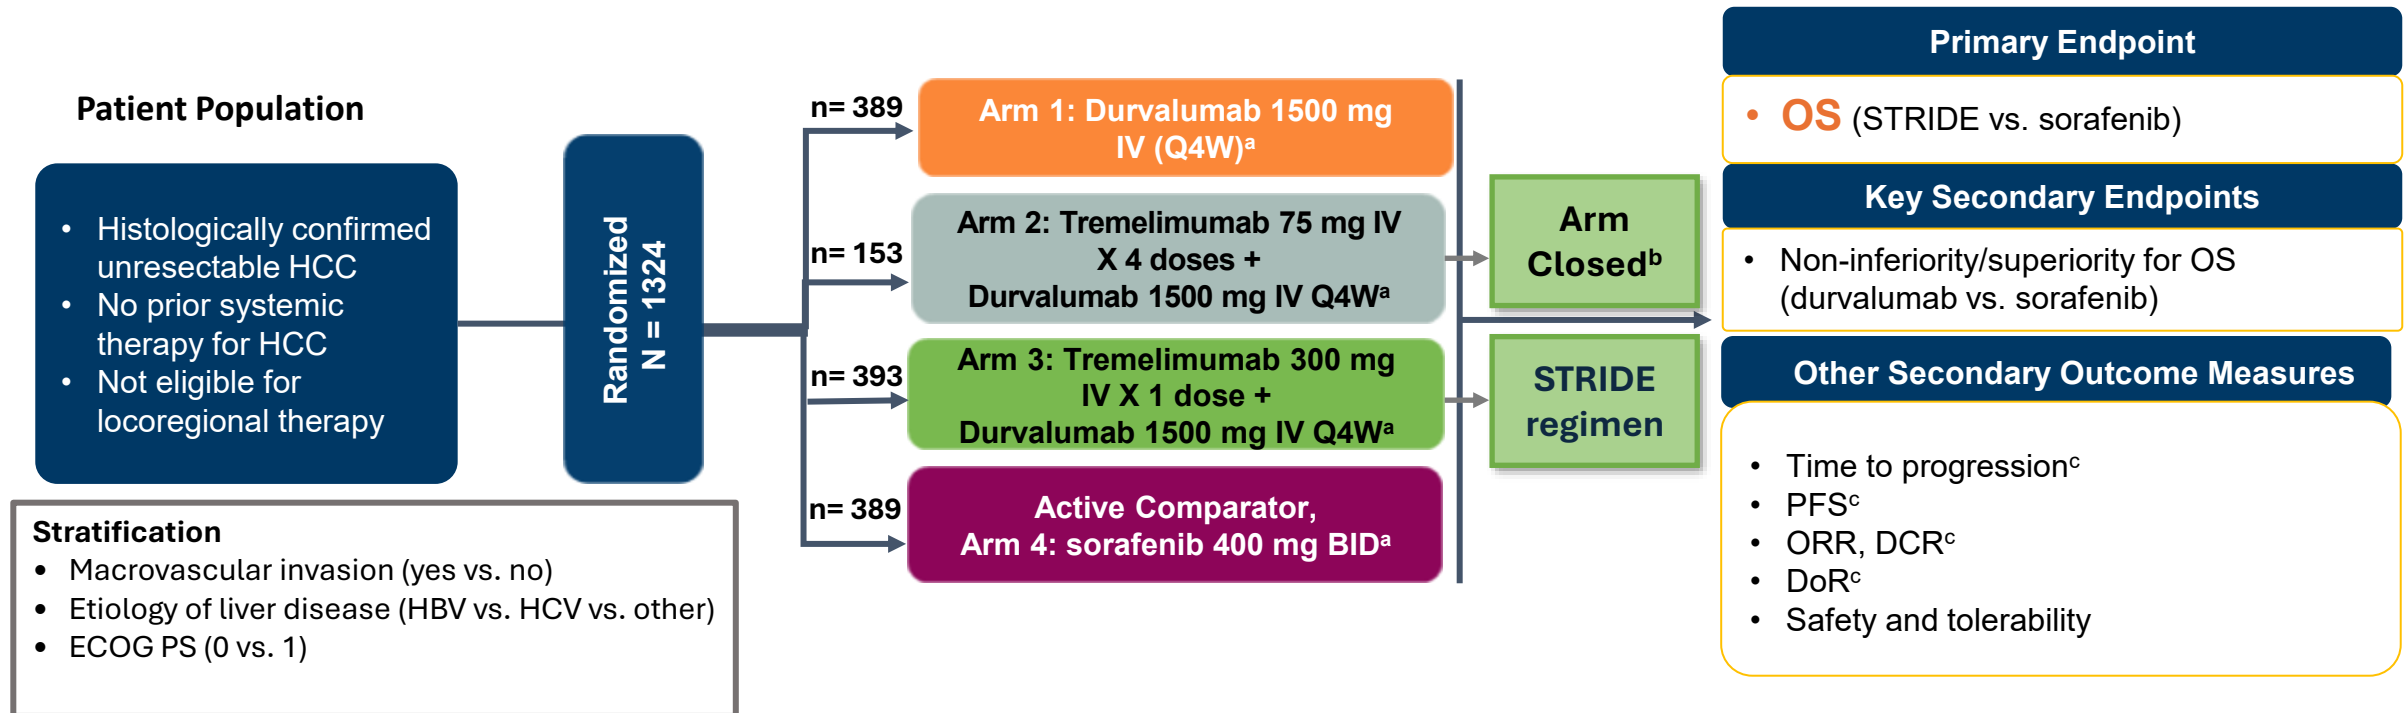 Patient Population
• Histologically confirmed
unresectable HCC
• No prior systemic
therapy for HCC
• Not eligible for
locoregional therapy
Stratification
• Macrovascular invasion (yes vs. no)
• Etiology of liver disease (HBV vs. HCV vs. other)
• ECOG PS (0 vs. 1)
Randomized
N = 1324
n= 389
Arm 1: Durvalumab 1500 mg
IV (Q4W)ᵃ
n= 153
Arm 2: Tremelimumab 75 mg IV
X 4 doses +
Durvalumab 1500 mg IV Q4Wᵃ
n= 393
Arm 3: Tremelimumab 300 mg
IV X 1 dose +
Durvalumab 1500 mg IV Q4Wᵃ
n= 389
Active Comparator,
Arm 4: sorafenib 400 mg BIDᵃ
Arm
Closedᵇ
STRIDE
regimen
Primary Endpoint
• OS (STRIDE vs. sorafenib)
Key Secondary Endpoints
• Non-inferiority/superiority for OS
(durvalumab vs. sorafenib)
Other Secondary Outcome Measures
• Time to progressionᶜ
• PFSᶜ
• ORR, DCRᶜ
• DoRᶜ
• Safety and tolerability